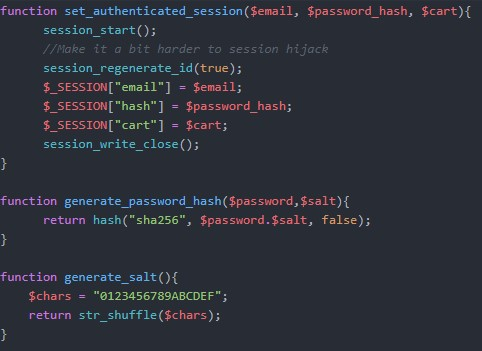 function set_authenticated_session($email, $password_hash, $cart){
session_start();
//Make it a bit harder to session hijack
session_regenerate_id(true);
$_SESSION["email"] = $email;
$_SESSION["hash"] = $password_hash;
$_SESSION["cart"] = $cart;
session_write_close();
}
function generate_password_hash($password,$salt){
return hash("sha256", $password.$salt, false);
}
function generate_salt(){
$chars = "0123456789ABCDEF";
return str_shuffle($chars);
}